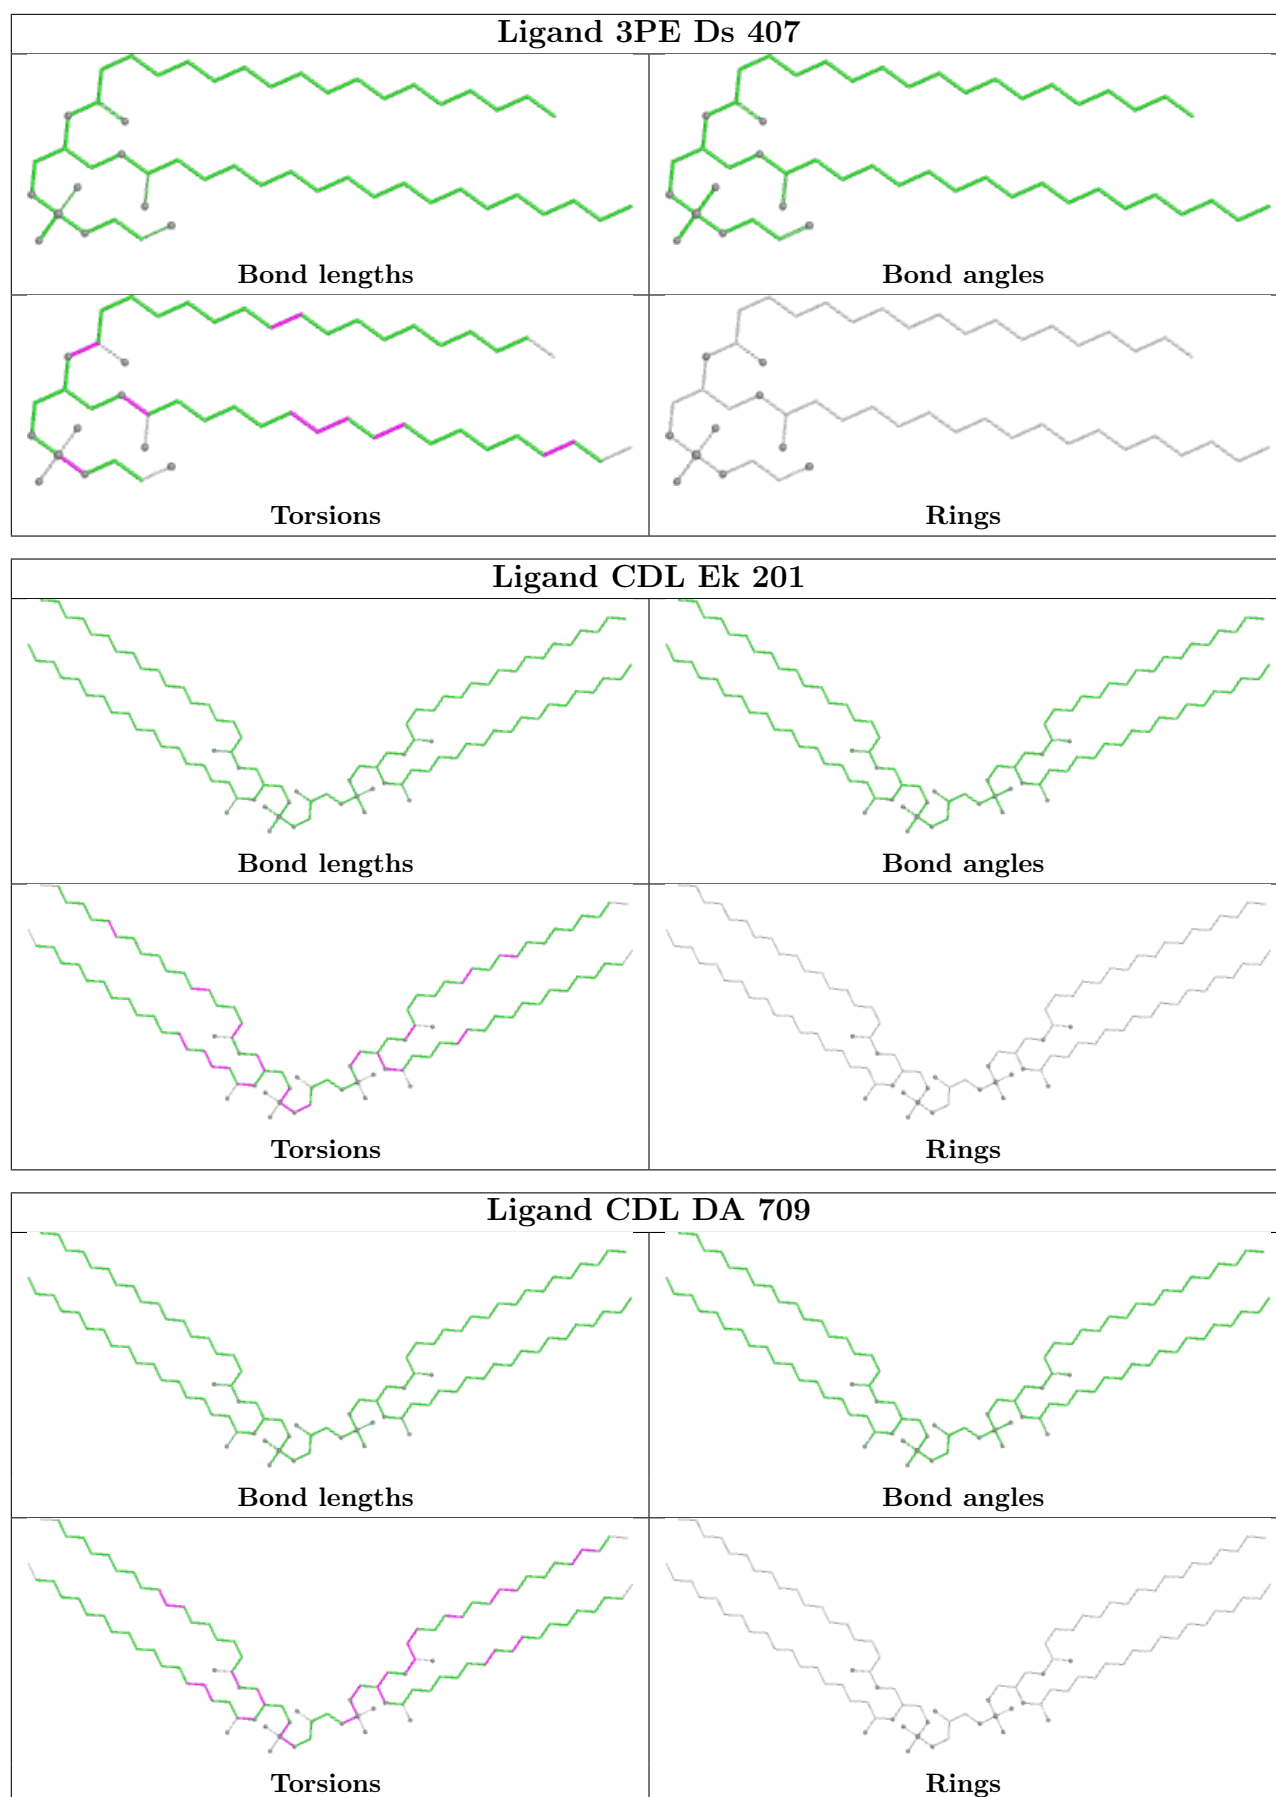 Ligand 3PE Ds 407
Bond lengths
Bond angles
Torsions
Rings
Ligand CDL Ek 201
Bond lengths
Bond angles
Torsions
Rings
Ligand CDL DA 709
Bond lengths
Bond angles
Torsions
Rings